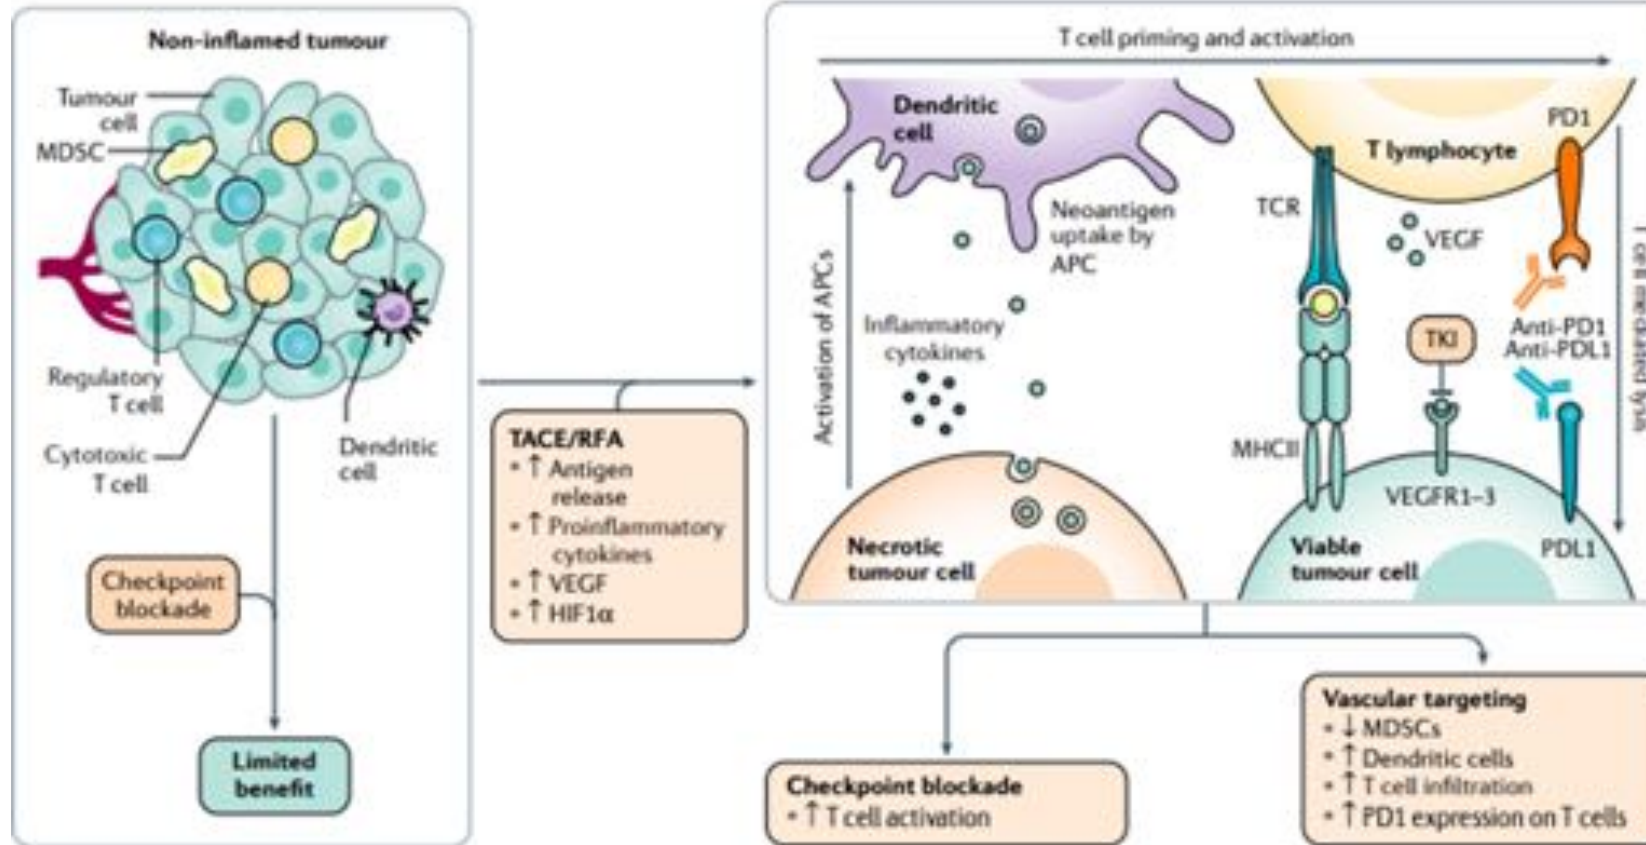 Non-inflamed tumour
Tumour
cell
MDSC
Regulatory
T cell
Cytotoxic
T cell
Dendritic
cell
Checkpoint
blockade
Limited
benefit
TACE/RFA
• ↑ Antigen
release
• ↑ Proinflammatory
cytokines
• ↑ VEGF
• ↑ HIF1α
T cell priming and activation
Dendritic
cell
Neoantigen
uptake by
APC
Activation of APCs
Inflammatory
cytokines
Necrotic
tumour cell
T lymphocyte
PD1
TCR
VEGF
TKI
Anti-PD1
Anti-PDL1
MHCII
VEGFR1–3
Viable
tumour cell
PDL1
T cell mediated lysis
Checkpoint blockade
• ↑ T cell activation
Vascular targeting
• ↓ MDSCs
• ↑ Dendritic cells
• ↑ T cell infiltration
• ↑ PD1 expression on T cells